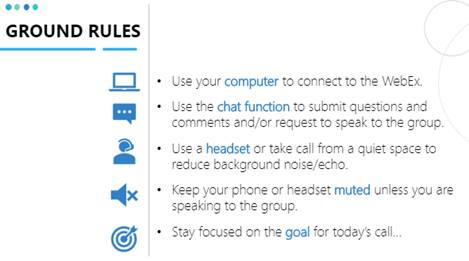 GROUND RULES
• Use your computer to connect to the WebEx.
• Use the chat function to submit questions and
comments and/or request to speak to the group.
• Use a headset or take call from a quiet space to
reduce background noise/echo.
• Keep your phone or headset muted unless you are
speaking to the group.
• Stay focused on the goal for today's call...